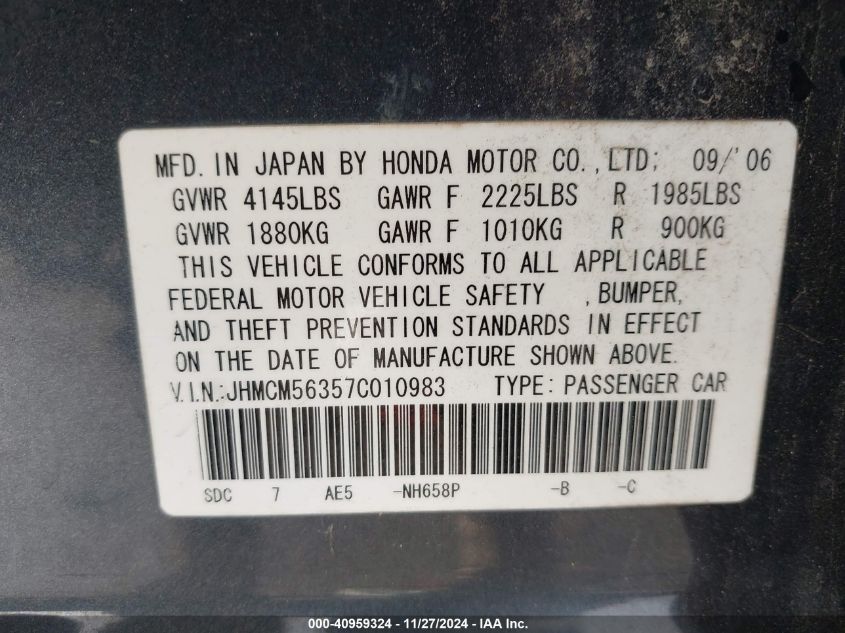 MFD. IN JAPAN BY HONDA MOTOR CO.,LTD; 09/'06
GVWR 4145LBS GAWR F 2225LBS R 1985LBS
GVWR 1880KG GAWR F 1010KG R 900KG
THIS VEHICLE CONFORMS TO ALL APPLICABLE
FEDERAL MOTOR VEHICLE SAFETY , BUMPER,
AND THEFT PREVENTION STANDARDS IN EFFECT
ON THE DATE OF MANUFACTURE SHOWN ABOVE.
V.I.N.:JHMCM56357C010983 TYPE: PASSENGER CAR
SDC 7 AE5 -NH658P -B -C
000-40959324 - 11/27/2024 - IAA Inc.